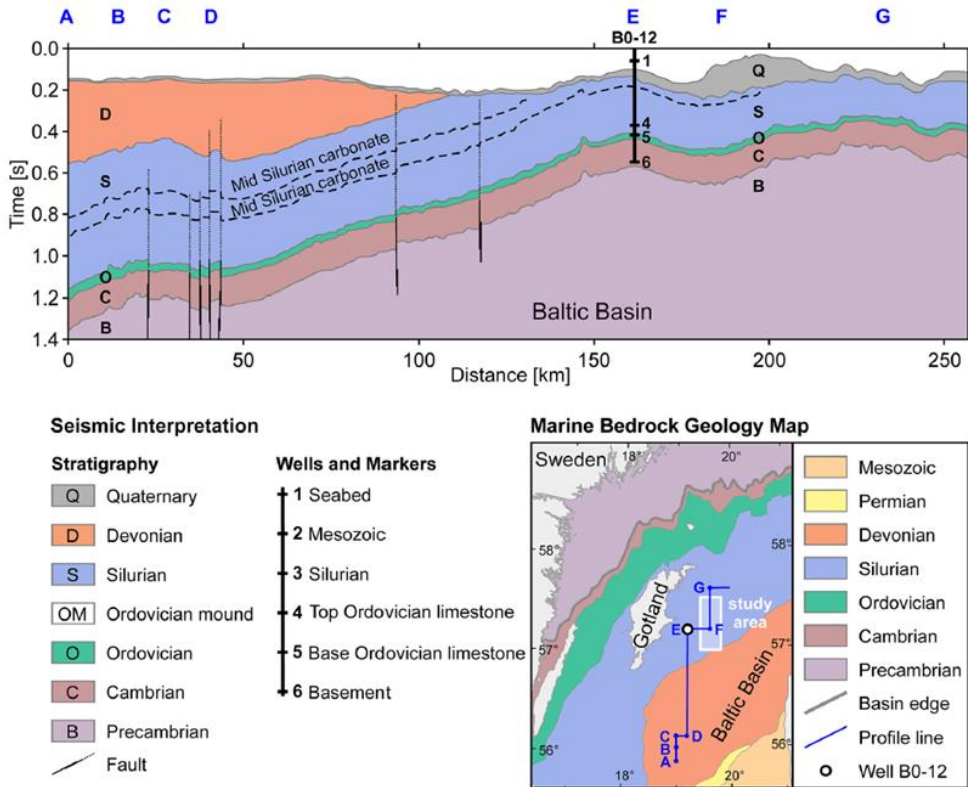 A B C D E F G
B0-12
0.0
0.2
0.4
0.6
0.8
1.0
1.2
1.4
Time [s]
1
4
5
6
D
S
O
C
B
Mid Silurian carbonate
Mid Silurian carbonate
Q
S
O
C
B
Baltic Basin
0 50 100 150 200 250
Distance [km]
Seismic Interpretation
Stratigraphy
Q Quaternary
D Devonian
S Silurian
OM Ordovician mound
O Ordovician
C Cambrian
B Precambrian
Fault
Wells and Markers
1 Seabed
2 Mesozoic
3 Silurian
4 Top Ordovician limestone
5 Base Ordovician limestone
6 Basement
Marine Bedrock Geology Map
Sweden
18° 20°
58° 58°
G
study
area
Gotland
E F
57° 57°
Baltic Basin
C D
B
A
56° 56°
18° 20°
Mesozoic
Permian
Devonian
Silurian
Ordovician
Cambrian
Precambrian
Basin edge
Profile line
Well B0-12